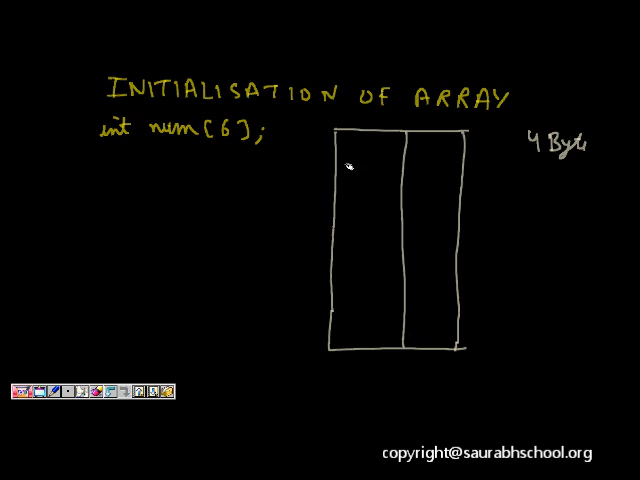 INITIALISATION OF ARRAY
int num[6];
4 Byte
copyright@saurabhschool.org